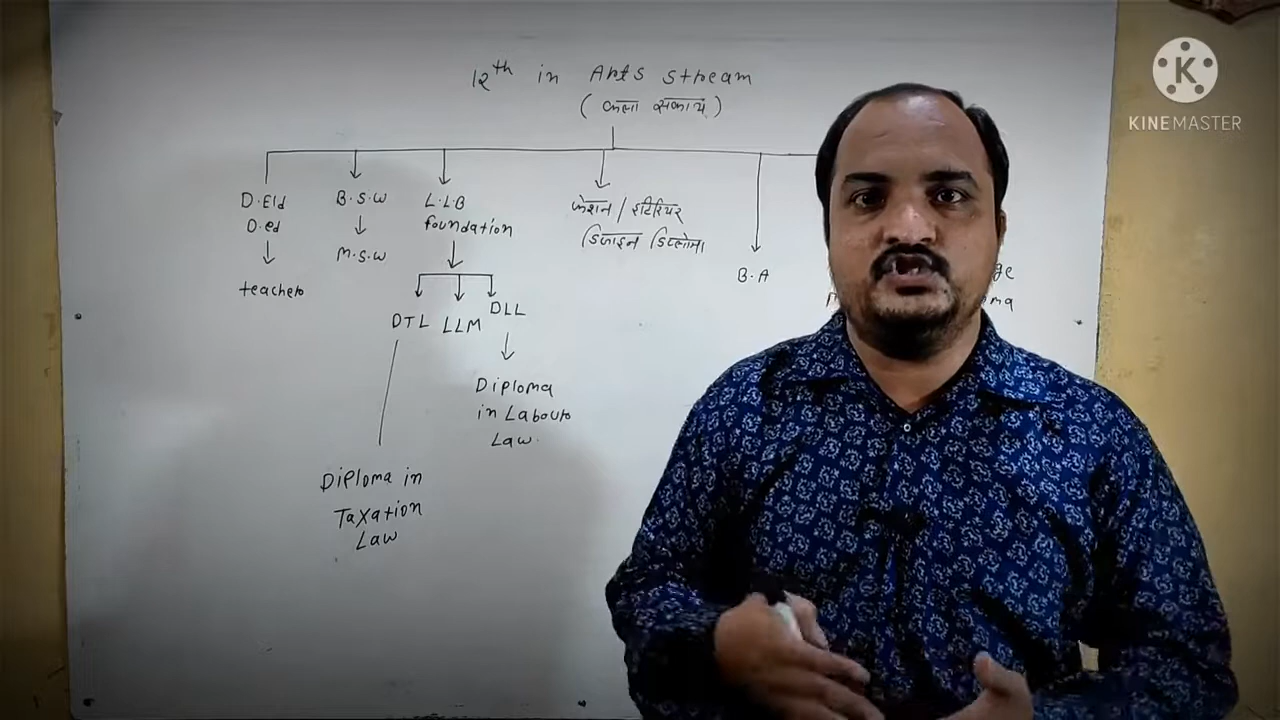 12th in Arts stream
(कला सकाय)
D.Eld
D.ed
teacher
B.S.W
M.S.W
L.L.B
foundation
DTL
LLM
DLL
Diploma in
Taxation
Law
Diploma
in Labour
Law.
फेशन / इंटिरियर
डिजाइन डिप्लोमा
B.A
K
KINEMASTER